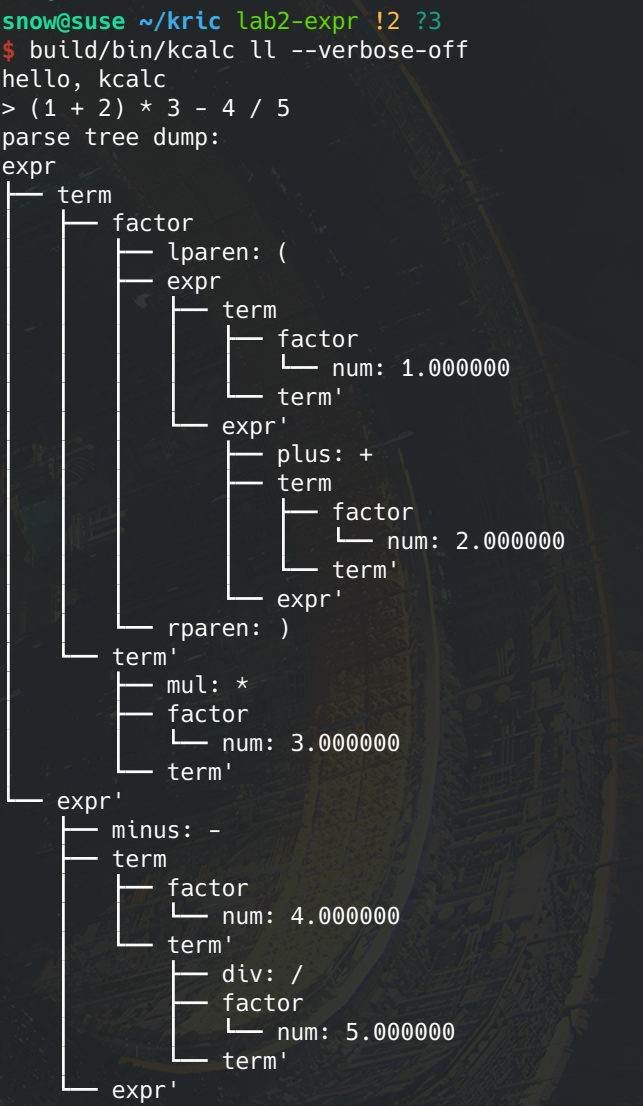 snow@suse ~/kric lab2-expr !2 ?3
$ build/bin/kcalc ll --verbose-off
hello, kcalc
> (1 + 2) * 3 - 4 / 5
parse tree dump:
expr
├── term
│   ├── factor
│   │   ├── lparen: (
│   │   ├── expr
│   │   │   ├── term
│   │   │   │   ├── factor
│   │   │   │   │   └── num: 1.000000
│   │   │   │   └── term'
│   │   │   └── expr'
│   │   │       ├── plus: +
│   │   │       ├── term
│   │   │       │   ├── factor
│   │   │       │   │   └── num: 2.000000
│   │   │       │   └── term'
│   │   │       └── expr'
│   │   └── rparen: )
│   └── term'
│       ├── mul: *
│       ├── factor
│       │   └── num: 3.000000
│       └── term'
└── expr'
    ├── minus: -
    ├── term
    │   ├── factor
    │   │   └── num: 4.000000
    │   └── term'
    │       ├── div: /
    │       ├── factor
    │       │   └── num: 5.000000
    │       └── term'
    └── expr'